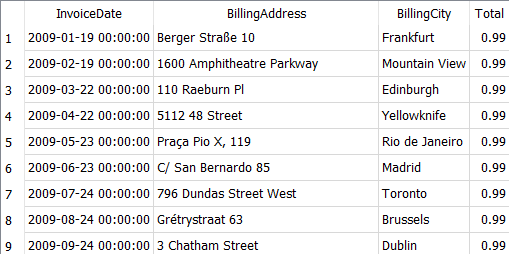 InvoiceDate BillingAddress BillingCity Total
1 2009-01-19 00:00:00 Berger Straße 10 Frankfurt 0.99
2 2009-02-19 00:00:00 1600 Amphitheatre Parkway Mountain View 0.99
3 2009-03-22 00:00:00 110 Raeburn Pl Edinburgh 0.99
4 2009-04-22 00:00:00 5112 48 Street Yellowknife 0.99
5 2009-05-23 00:00:00 Praça Pio X, 119 Rio de Janeiro 0.99
6 2009-06-23 00:00:00 C/ San Bernardo 85 Madrid 0.99
7 2009-07-24 00:00:00 796 Dundas Street West Toronto 0.99
8 2009-08-24 00:00:00 Grétrystraat 63 Brussels 0.99
9 2009-09-24 00:00:00 3 Chatham Street Dublin 0.99